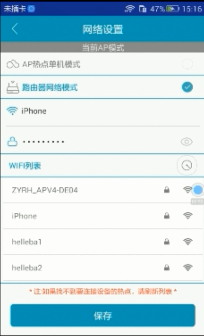 未插卡
47% 15:16
网络设置
当前AP模式
AP热点单机模式
路由器网络模式
iPhone
WiFi列表
ZYRH_APV4-DE04
iPhone
helleba1
helleba2
*注:如果找不到要连接设备的热点，请刷新列表*
保存